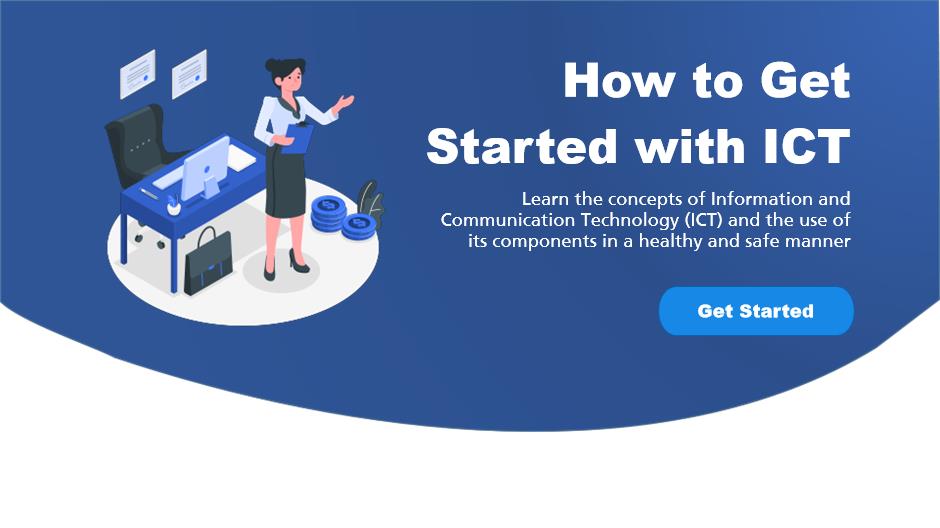 How to Get
Started with ICT
Learn the concepts of Information and
Communication Technology (ICT) and the use of
its components in a healthy and safe manner
Get Started